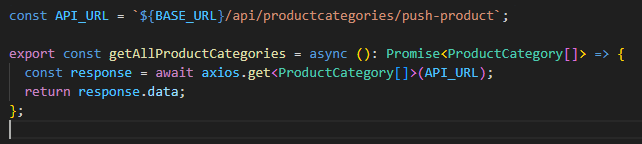 const API_URL = `${BASE_URL}/api/productcategories/push-product`;
export const getAllProductCategories = async (): Promise<ProductCategory[]> => {
  const response = await axios.get<ProductCategory[]>(API_URL);
  return response.data;
};